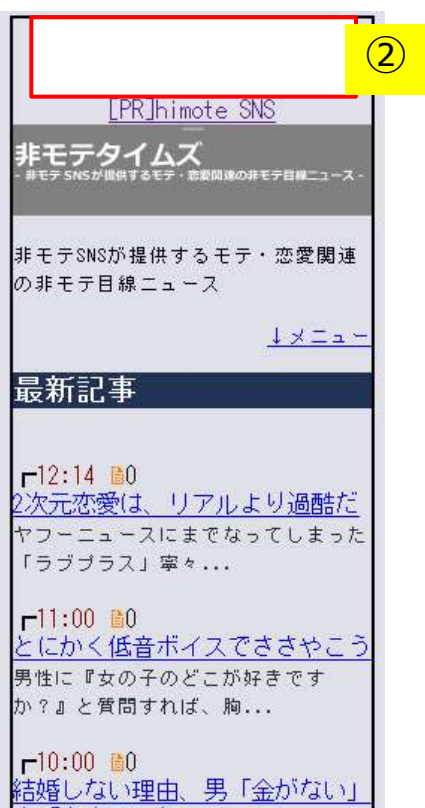 ②
[PR]himote SNS
非モテタイムズ
- 非モテSNSが提供するモテ・恋愛関連の非モテ目線ニュース -
非モテSNSが提供するモテ・恋愛関連
の非モテ目線ニュース
↓メニュー
最新記事
┏12:14 0
2次元恋愛は、リアルより過酷だ
ヤフーニュースにまでなってしまった
「ラブプラス」寧々...
┏11:00 0
とにかく低音ボイスでささやこう
男性に『女の子のどこが好きです
か？』と質問すれば、胸...
┏10:00 0
結婚しない理由、男「金がない」